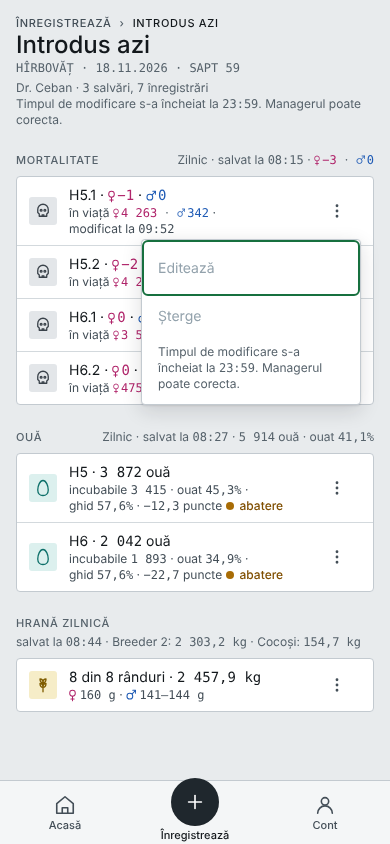 ÎNREGISTREAZĂ › INTRODUS AZI
Introdus azi
HÎRBOVĂȚ · 18.11.2026 · SAPT 59
Dr. Ceban · 3 salvări, 7 înregistrări
Timpul de modificare s-a încheiat la 23:59. Managerul poate
corecta.
MORTALITATE Zilnic · salvat la 08:15 · ♀−3 · ♂0
H5.1 · ♀−1 · ♂0
în viață ♀4 263 · ♂342 ·
modificat la 09:52
H5.2 · ♀−2
în viață ♀4 2
H6.1 · ♀0 ·
în viață ♀3 5
H6.2 · ♀0 ·
în viață ♀475
Editează
Șterge
Timpul de modificare s-a
încheiat la 23:59. Managerul
poate corecta.
OUĂ Zilnic · salvat la 08:27 · 5 914 ouă · ouat 41,1%
H5 · 3 872 ouă
incubabile 3 415 · ouat 45,3% ·
ghid 57,6% · −12,3 puncte ● abatere
H6 · 2 042 ouă
incubabile 1 893 · ouat 34,9% ·
ghid 57,6% · −22,7 puncte ● abatere
HRANĂ ZILNICĂ
salvat la 08:44 · Breeder 2: 2 303,2 kg · Cocoși: 154,7 kg
8 din 8 rânduri · 2 457,9 kg
♀160 g · ♂141–144 g
Acasă
Înregistrează
Cont